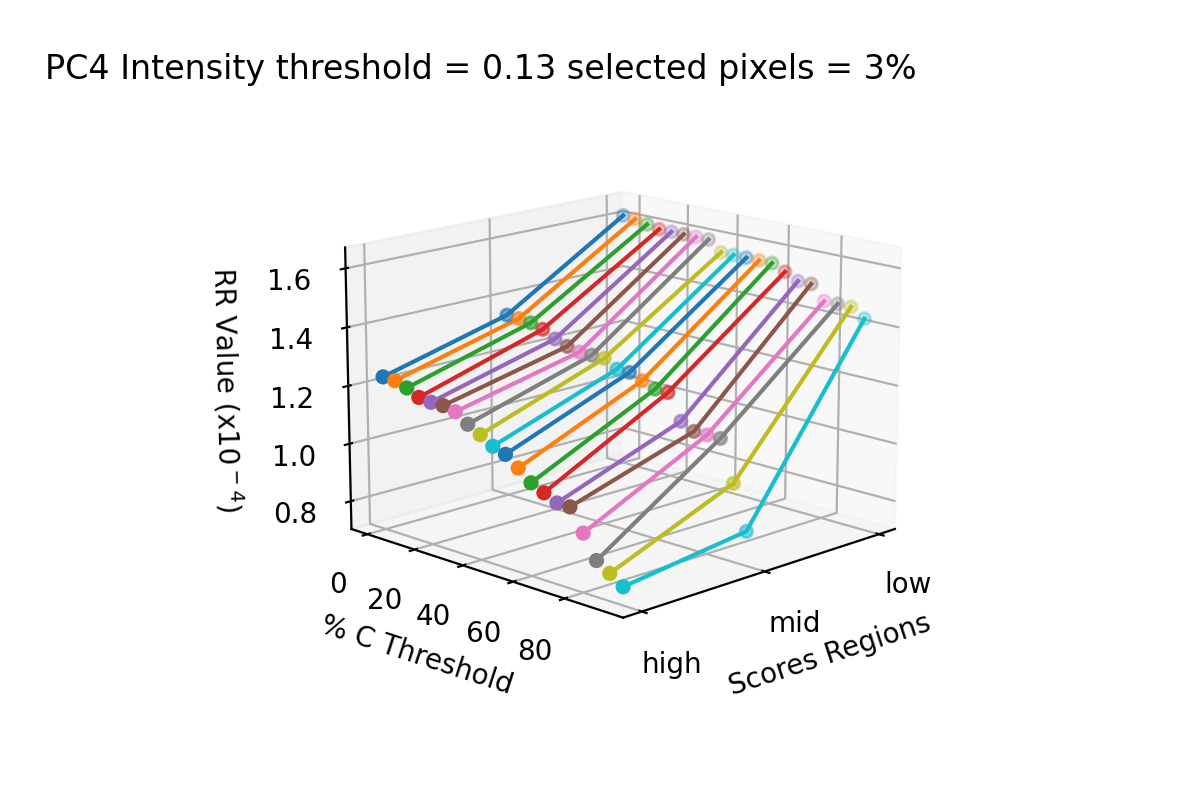 PC4 Intensity threshold = 0.13 selected pixels = 3%
RR Value (x10⁻⁴)
1.6
1.4
1.2
1.0
0.8
0
20
40
60
80
% C Threshold
high
mid
low
Scores Regions